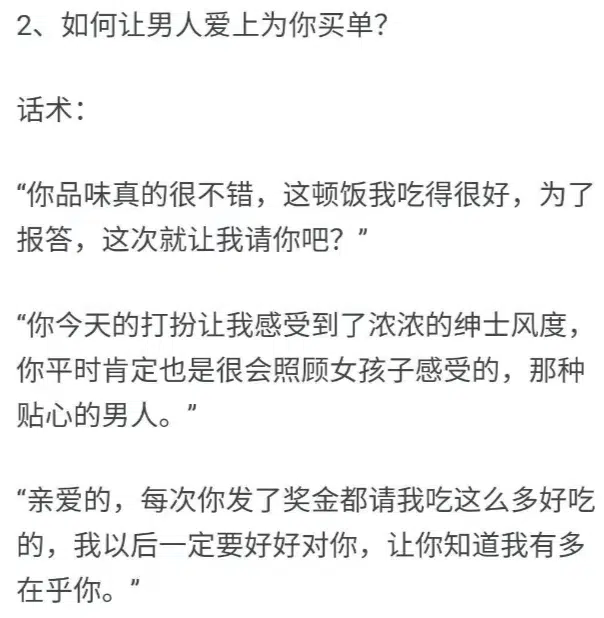 2、如何让男人爱上为你买单？
话术：
“你品味真的很不错，这顿饭我吃得很好，为了
报答，这次就让我请你吧？”
“你今天的打扮让我感受到了浓浓的绅士风度，
你平时肯定也是很会照顾女孩子感受的，那种
贴心的男人。”
“亲爱的，每次你发了奖金都请我吃这么多好吃
的，我以后一定要好好对你，让你知道我有多
在乎你。”